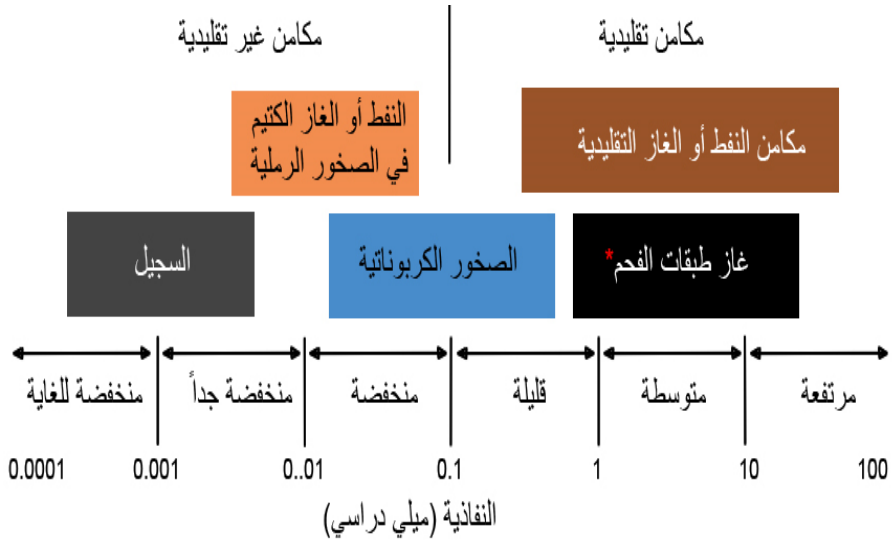 مكامن تقليدية
مكامن غير تقليدية
مكامن النفط أو الغاز التقليدية
النفط أو الغاز الكتيم
في الصخور الرملية
غاز طبقات الفحم*
الصخور الكربوناتية
السجيل
مرتفعة
متوسطة
قليلة
منخفضة
منخفضة جداً
منخفضة للغاية
0.0001 0.001 0..01 0.1 1 10 100
النفاذية (ميلي دراسي)